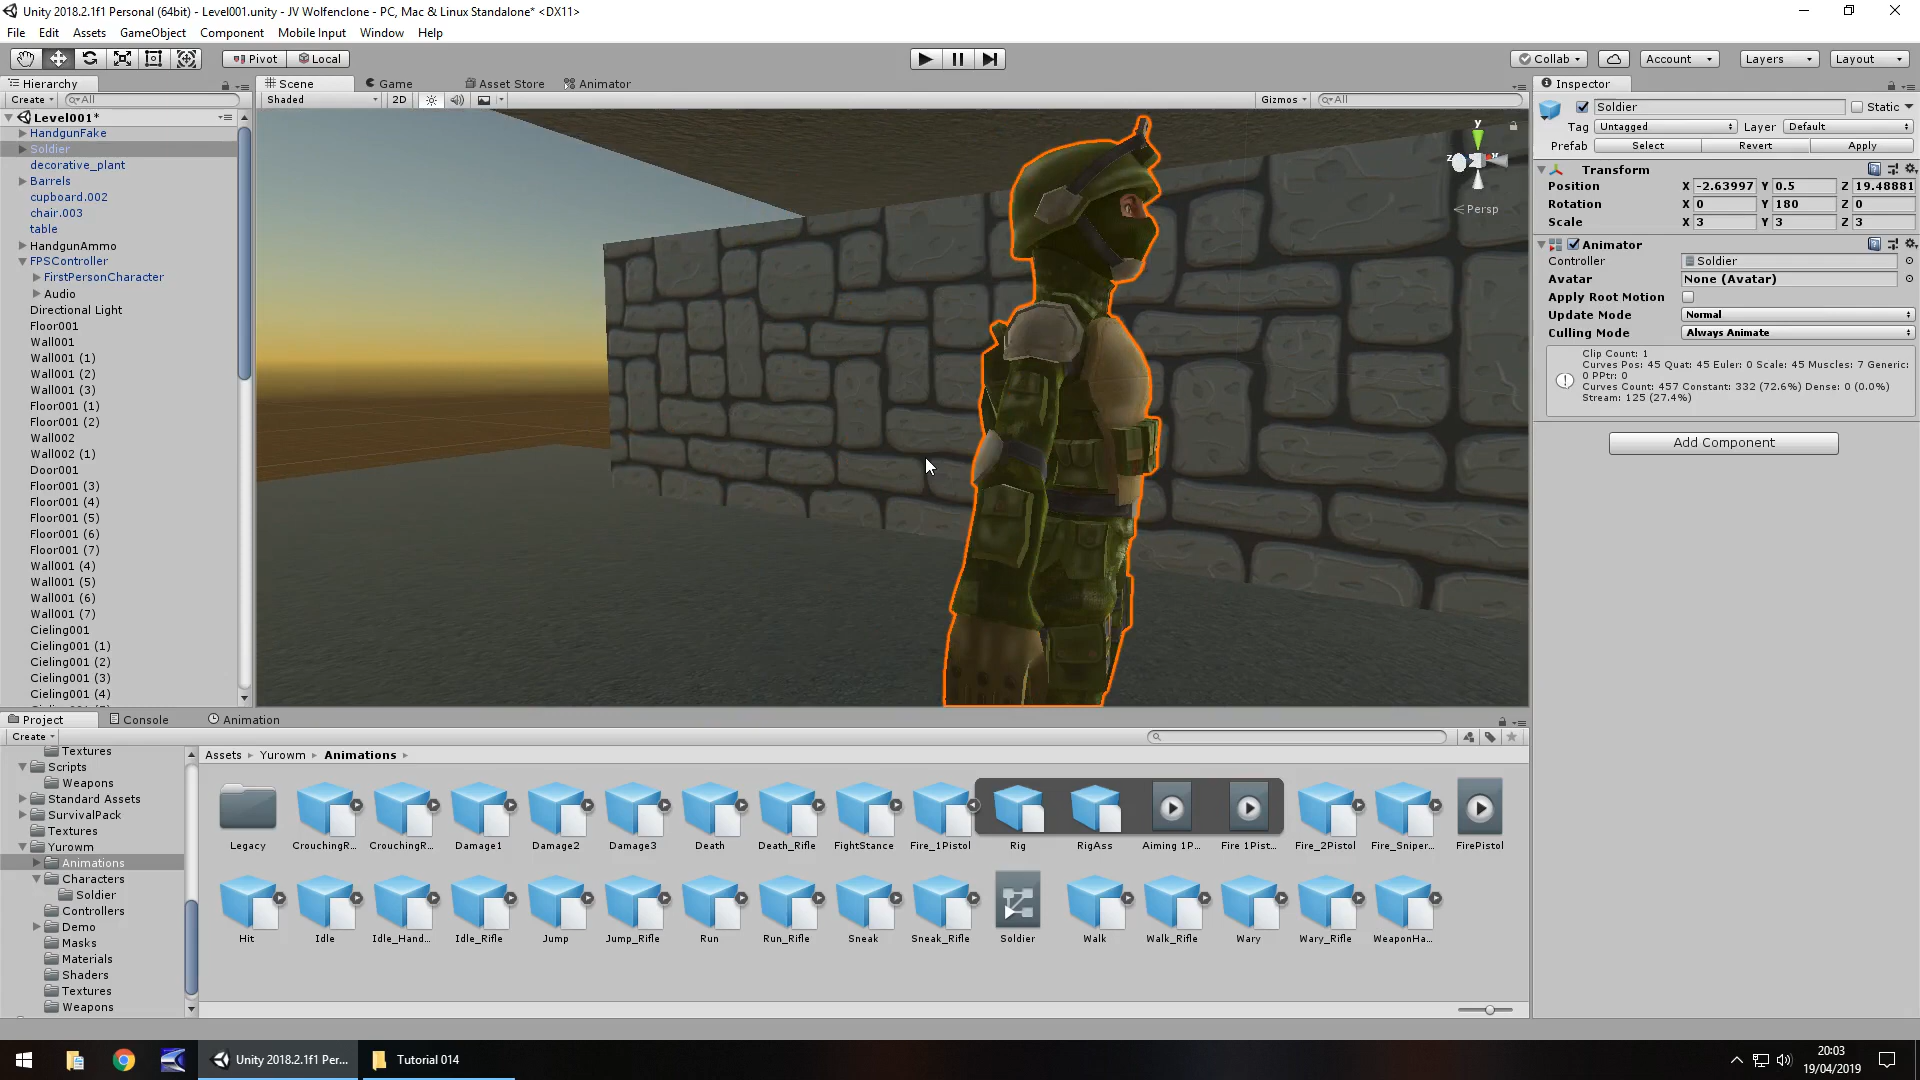 Unity 2018.2.1f1 Personal (64bit) - Level001.unity - JV Wolfenclone - PC, Mac & Linux Standalone* <DX11>
File Edit Assets GameObject Component Mobile Input Window Help
Pivot Local Collab Account Layers Layout
Hierarchy
Create All
Level001*
HandgunFake
Soldier
decorative_plant
Barrels
cupboard.002
chair.003
table
HandgunAmmo
FPSController
FirstPersonCharacter
Audio
Directional Light
Floor001
Wall001
Wall001 (1)
Wall001 (2)
Wall001 (3)
Floor001 (1)
Floor001 (2)
Wall002
Wall002 (1)
Door001
Floor001 (3)
Floor001 (4)
Floor001 (5)
Floor001 (6)
Floor001 (7)
Wall001 (4)
Wall001 (5)
Wall001 (6)
Wall001 (7)
Cieling001
Cieling001 (1)
Cieling001 (2)
Cieling001 (3)
Cieling001 (4)
Scene Game Asset Store Animator
Shaded 2D Gizmos All
y
z x
Persp
Inspector
Soldier Static
Tag Untagged Layer Default
Prefab Select Revert Apply
Transform
Position X -2.63997 Y 0.5 Z 19.48881
Rotation X 0 Y 180 Z 0
Scale X 3 Y 3 Z 3
Animator
Controller Soldier
Avatar None (Avatar)
Apply Root Motion
Update Mode Normal
Culling Mode Always Animate
Clip Count: 1
Curves Pos: 45 Quat: 45 Euler: 0 Scale: 45 Muscles: 7 Generic:
0 PPtr: 0
Curves Count: 457 Constant: 332 (72.6%) Dense: 0 (0.0%)
Stream: 125 (27.4%)
Add Component
Project Console Animation
Create
Textures
Scripts
Weapons
Standard Assets
SurvivalPack
Textures
Yurowm
Animations
Characters
Soldier
Controllers
Demo
Masks
Materials
Shaders
Textures
Weapons
Assets Yurowm Animations
Legacy CrouchingR... CrouchingR... Damage1 Damage2 Damage3 Death Death_Rifle FightStance Fire_1Pistol Rig RigAss Aiming 1P... Fire 1Pist... Fire_2Pistol Fire_Sniper... FirePistol
Hit Idle Idle_Hand... Idle_Rifle Jump Jump_Rifle Run Run_Rifle Sneak Sneak_Rifle Soldier Walk Walk_Rifle Wary Wary_Rifle WeaponHa...
Unity 2018.2.1f1 Per... Tutorial 014
20:03
19/04/2019